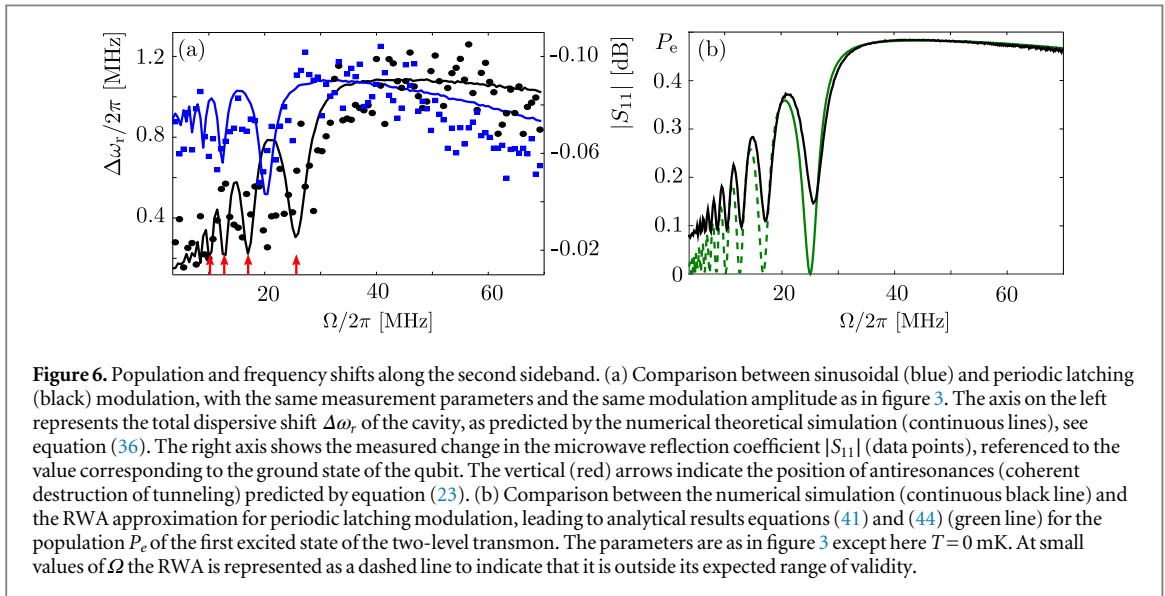 (a)
1.2
0.8
0.4
Δω_r/2π [MHz]
-0.10
-0.06
-0.02
|S₁₁| [dB]
20
40
60
Ω/2π [MHz]
(b)
P_e
0.4
0.3
0.2
0.1
0
20
40
60
Ω/2π [MHz]
Figure 6. Population and frequency shifts along the second sideband. (a) Comparison between sinusoidal (blue) and periodic latching
(black) modulation, with the same measurement parameters and the same modulation amplitude as in figure 3. The axis on the left
represents the total dispersive shift Δω_r of the cavity, as predicted by the numerical theoretical simulation (continuous lines), see
equation (36). The right axis shows the measured change in the microwave reflection coefficient |S₁₁| (data points), referenced to the
value corresponding to the ground state of the qubit. The vertical (red) arrows indicate the position of antiresonances (coherent
destruction of tunneling) predicted by equation (23). (b) Comparison between the numerical simulation (continuous black line) and
the RWA approximation for periodic latching modulation, leading to analytical results equations (41) and (44) (green line) for the
population P_e of the first excited state of the two-level transmon. The parameters are as in figure 3 except here T = 0 mK. At small
values of Ω the RWA is represented as a dashed line to indicate that it is outside its expected range of validity.